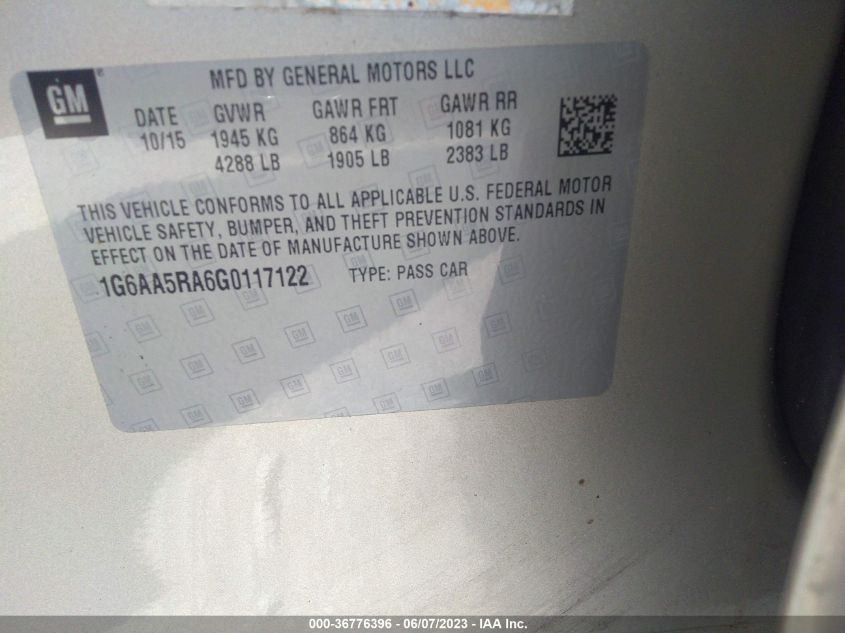 GM
MFD BY GENERAL MOTORS LLC
DATE GVWR GAWR FRT GAWR RR
10/15 1945 KG 864 KG 1081 KG
4288 LB 1905 LB 2383 LB
THIS VEHICLE CONFORMS TO ALL APPLICABLE U.S. FEDERAL MOTOR
VEHICLE SAFETY, BUMPER, AND THEFT PREVENTION STANDARDS IN
EFFECT ON THE DATE OF MANUFACTURE SHOWN ABOVE.
1G6AA5RA6G0117122 TYPE: PASS CAR
000-36776396 - 06/07/2023 - IAA Inc.